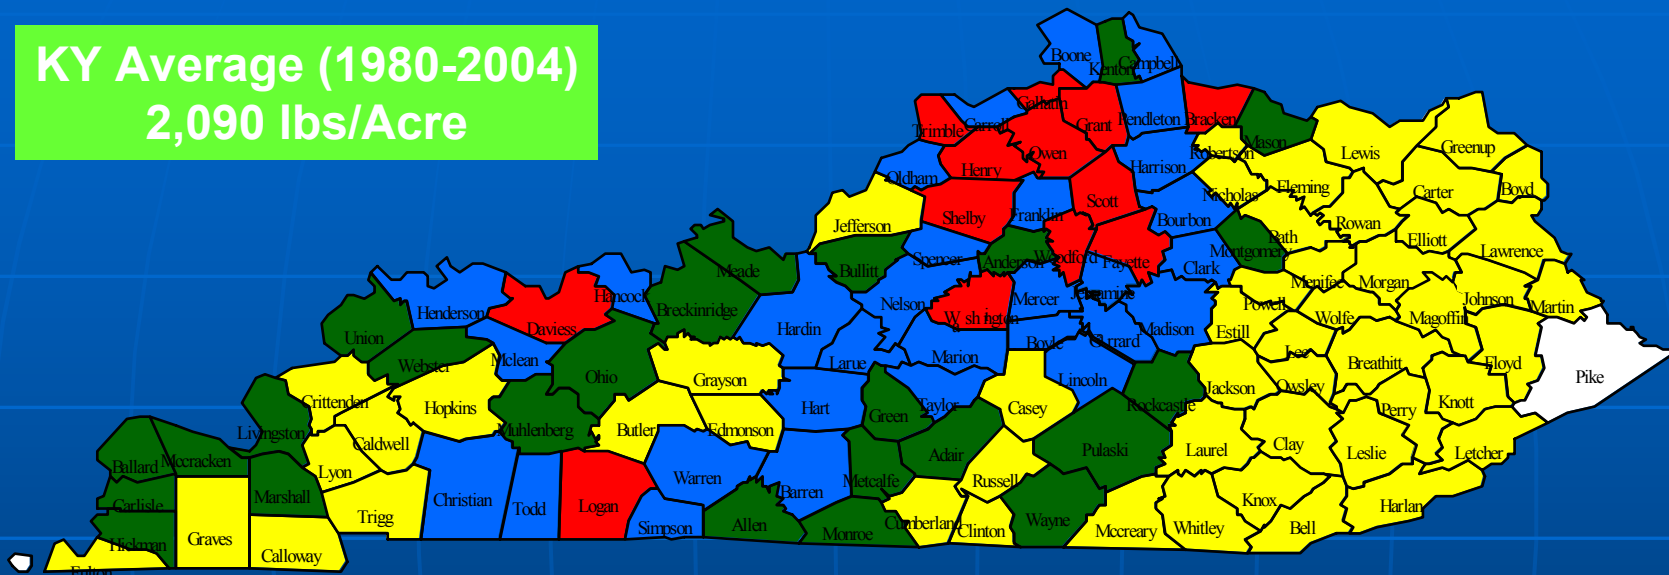 KY Average (1980-2004)
2,090 lbs/Acre
Boone
Kenton
Campbell
Gallatin
Trimble
Carroll
Grant
Pendleton
Bracken
Mason
Lewis
Greenup
Owen
Robertson
Henry
Harrison
Oldham
Nicholas
Fleming
Carter
Boyd
Jefferson
Shelby
Franklin
Scott
Bourbon
Rowan
Elliott
Lawrence
Bath
Montgomery
Spencer
Anderson
Woodford
Fayette
Clark
Bullitt
Meade
Menifee
Morgan
Johnson
Martin
Hancock
Henderson
Breckinridge
Nelson
Mercer
Jessamine
Powell
Magoffin
Wolfe
Daviess
Washington
Hardin
Madison
Estill
Union
Boyle
Garrard
Lee
Mclean
Larue
Marion
Breathitt
Floyd
Webster
Ohio
Grayson
Lincoln
Jackson
Owsley
Pike
Crittenden
Hopkins
Hart
Green
Taylor
Casey
Rockcastle
Perry
Knott
Livingston
Caldwell
Muhlenberg
Butler
Edmonson
Adair
Pulaski
Laurel
Clay
Leslie
Letcher
Ballard
Mccracken
Lyon
Warren
Metcalfe
Russell
Barren
Carlisle
Marshall
Christian
Todd
Logan
Knox
Harlan
Trigg
Simpson
Allen
Monroe
Cumberland
Clinton
Wayne
Mccreary
Whitley
Bell
Hickman
Graves
Calloway
Fulton